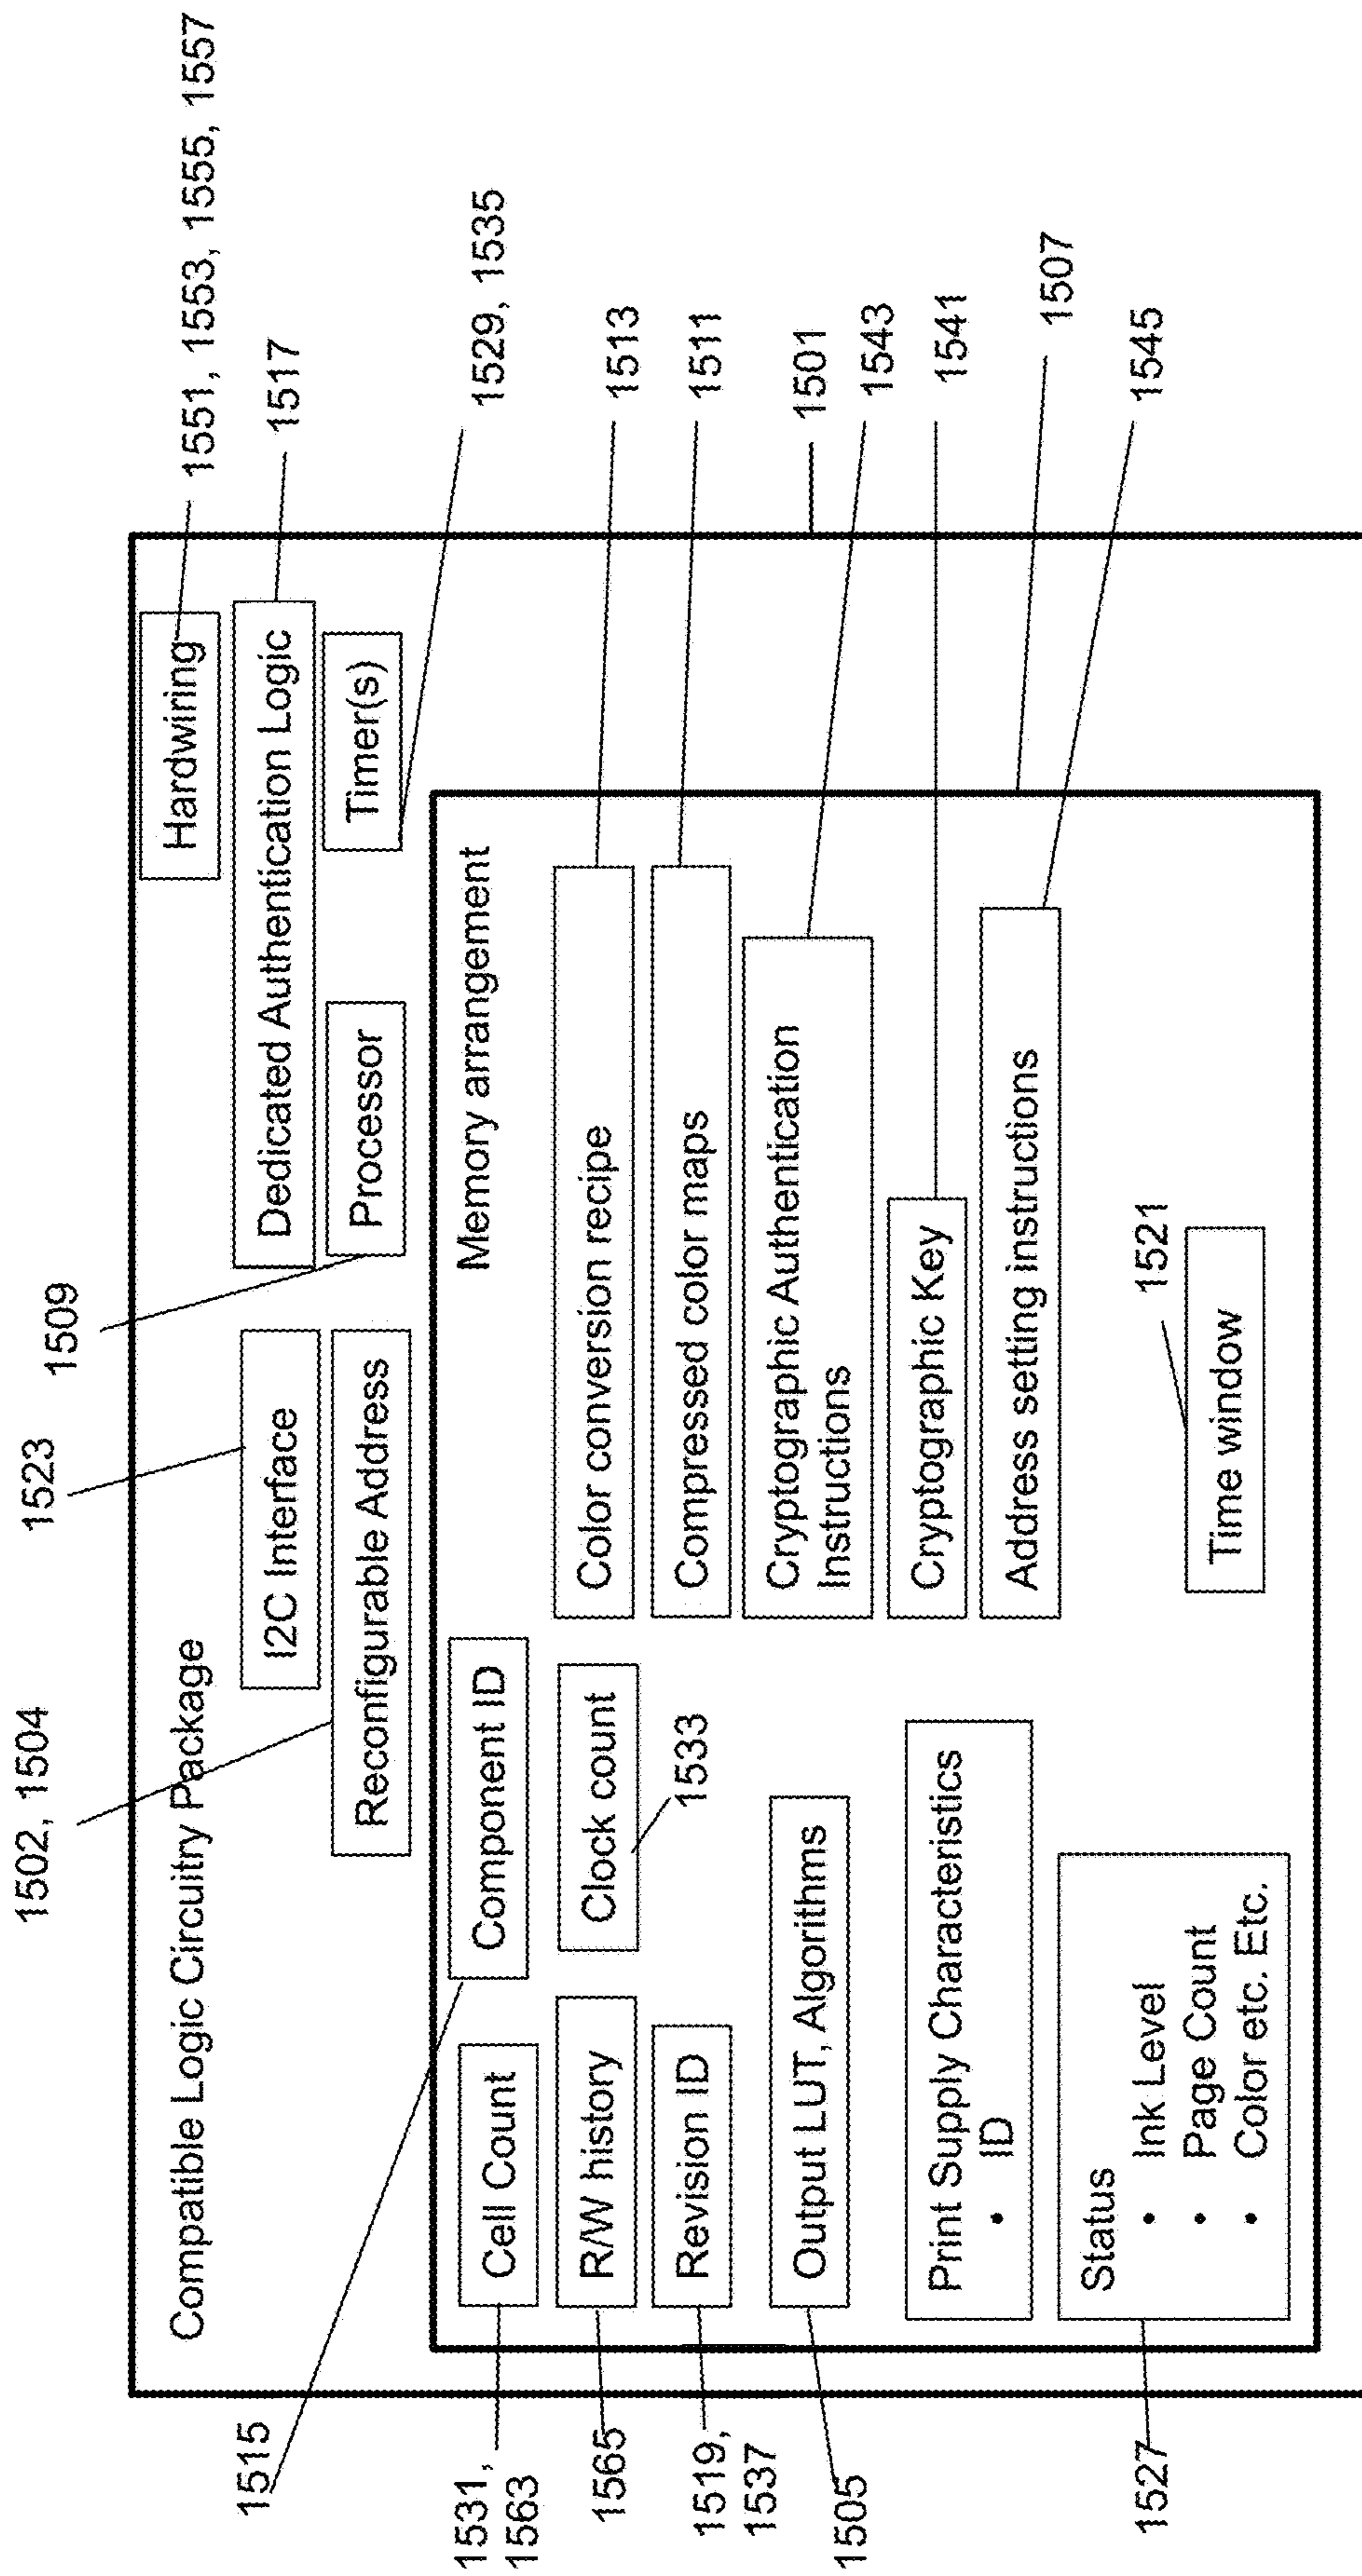 1502, 1504
1523
1509
Compatible Logic Circuitry Package
Hardwiring
1551, 1553, 1555, 1557
I2C Interface
Dedicated Authentication Logic
1517
Reconfigurable Address
Processor
Timer(s)
1529, 1535
1515
Cell Count
Component ID
Memory arrangement
1531,
1563
R/W history
Clock count
Color conversion recipe
1513
1565
Revision ID
1533
Compressed color maps
1511
1519,
1537
Output LUT, Algorithms
Cryptographic Authentication
Instructions
1501
1505
1543
Print Supply Characteristics
• ID
Cryptographic Key
1541
Address setting instructions
1507
Status
• Ink Level
• Page Count
• Color etc. Etc.
1521
1545
Time window
1527